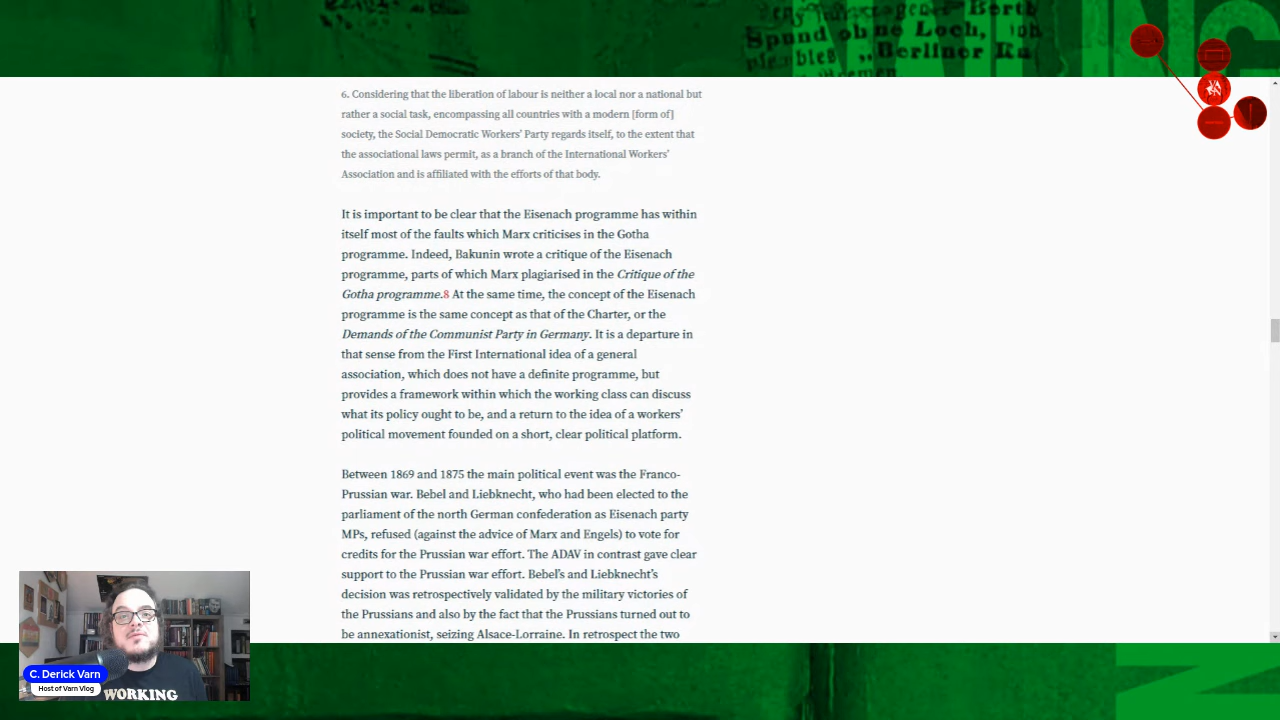 Berth
Spund ohne Loch,
„Berliner
6. Considering that the liberation of labour is neither a local nor a national but
rather a social task, encompassing all countries with a modern [form of]
society, the Social Democratic Workers’ Party regards itself, to the extent that
the associational laws permit, as a branch of the International Workers’
Association and is affiliated with the efforts of that body.
It is important to be clear that the Eisenach programme has within
itself most of the faults which Marx criticises in the Gotha
programme. Indeed, Bakunin wrote a critique of the Eisenach
programme, parts of which Marx plagiarised in the Critique of the
Gotha programme.8 At the same time, the concept of the Eisenach
programme is the same concept as that of the Charter, or the
Demands of the Communist Party in Germany. It is a departure in
that sense from the First International idea of a general
association, which does not have a definite programme, but
provides a framework within which the working class can discuss
what its policy ought to be, and a return to the idea of a workers’
political movement founded on a short, clear political platform.
Between 1869 and 1875 the main political event was the Franco-
Prussian war. Bebel and Liebknecht, who had been elected to the
parliament of the north German confederation as Eisenach party
MPs, refused (against the advice of Marx and Engels) to vote for
credits for the Prussian war effort. The ADAV in contrast gave clear
support to the Prussian war effort. Bebel’s and Liebknecht’s
decision was retrospectively validated by the military victories of
the Prussians and also by the fact that the Prussians turned out to
be annexationist, seizing Alsace-Lorraine. In retrospect the two
C. Derick Varn
Host of Varn Vlog
WORKING